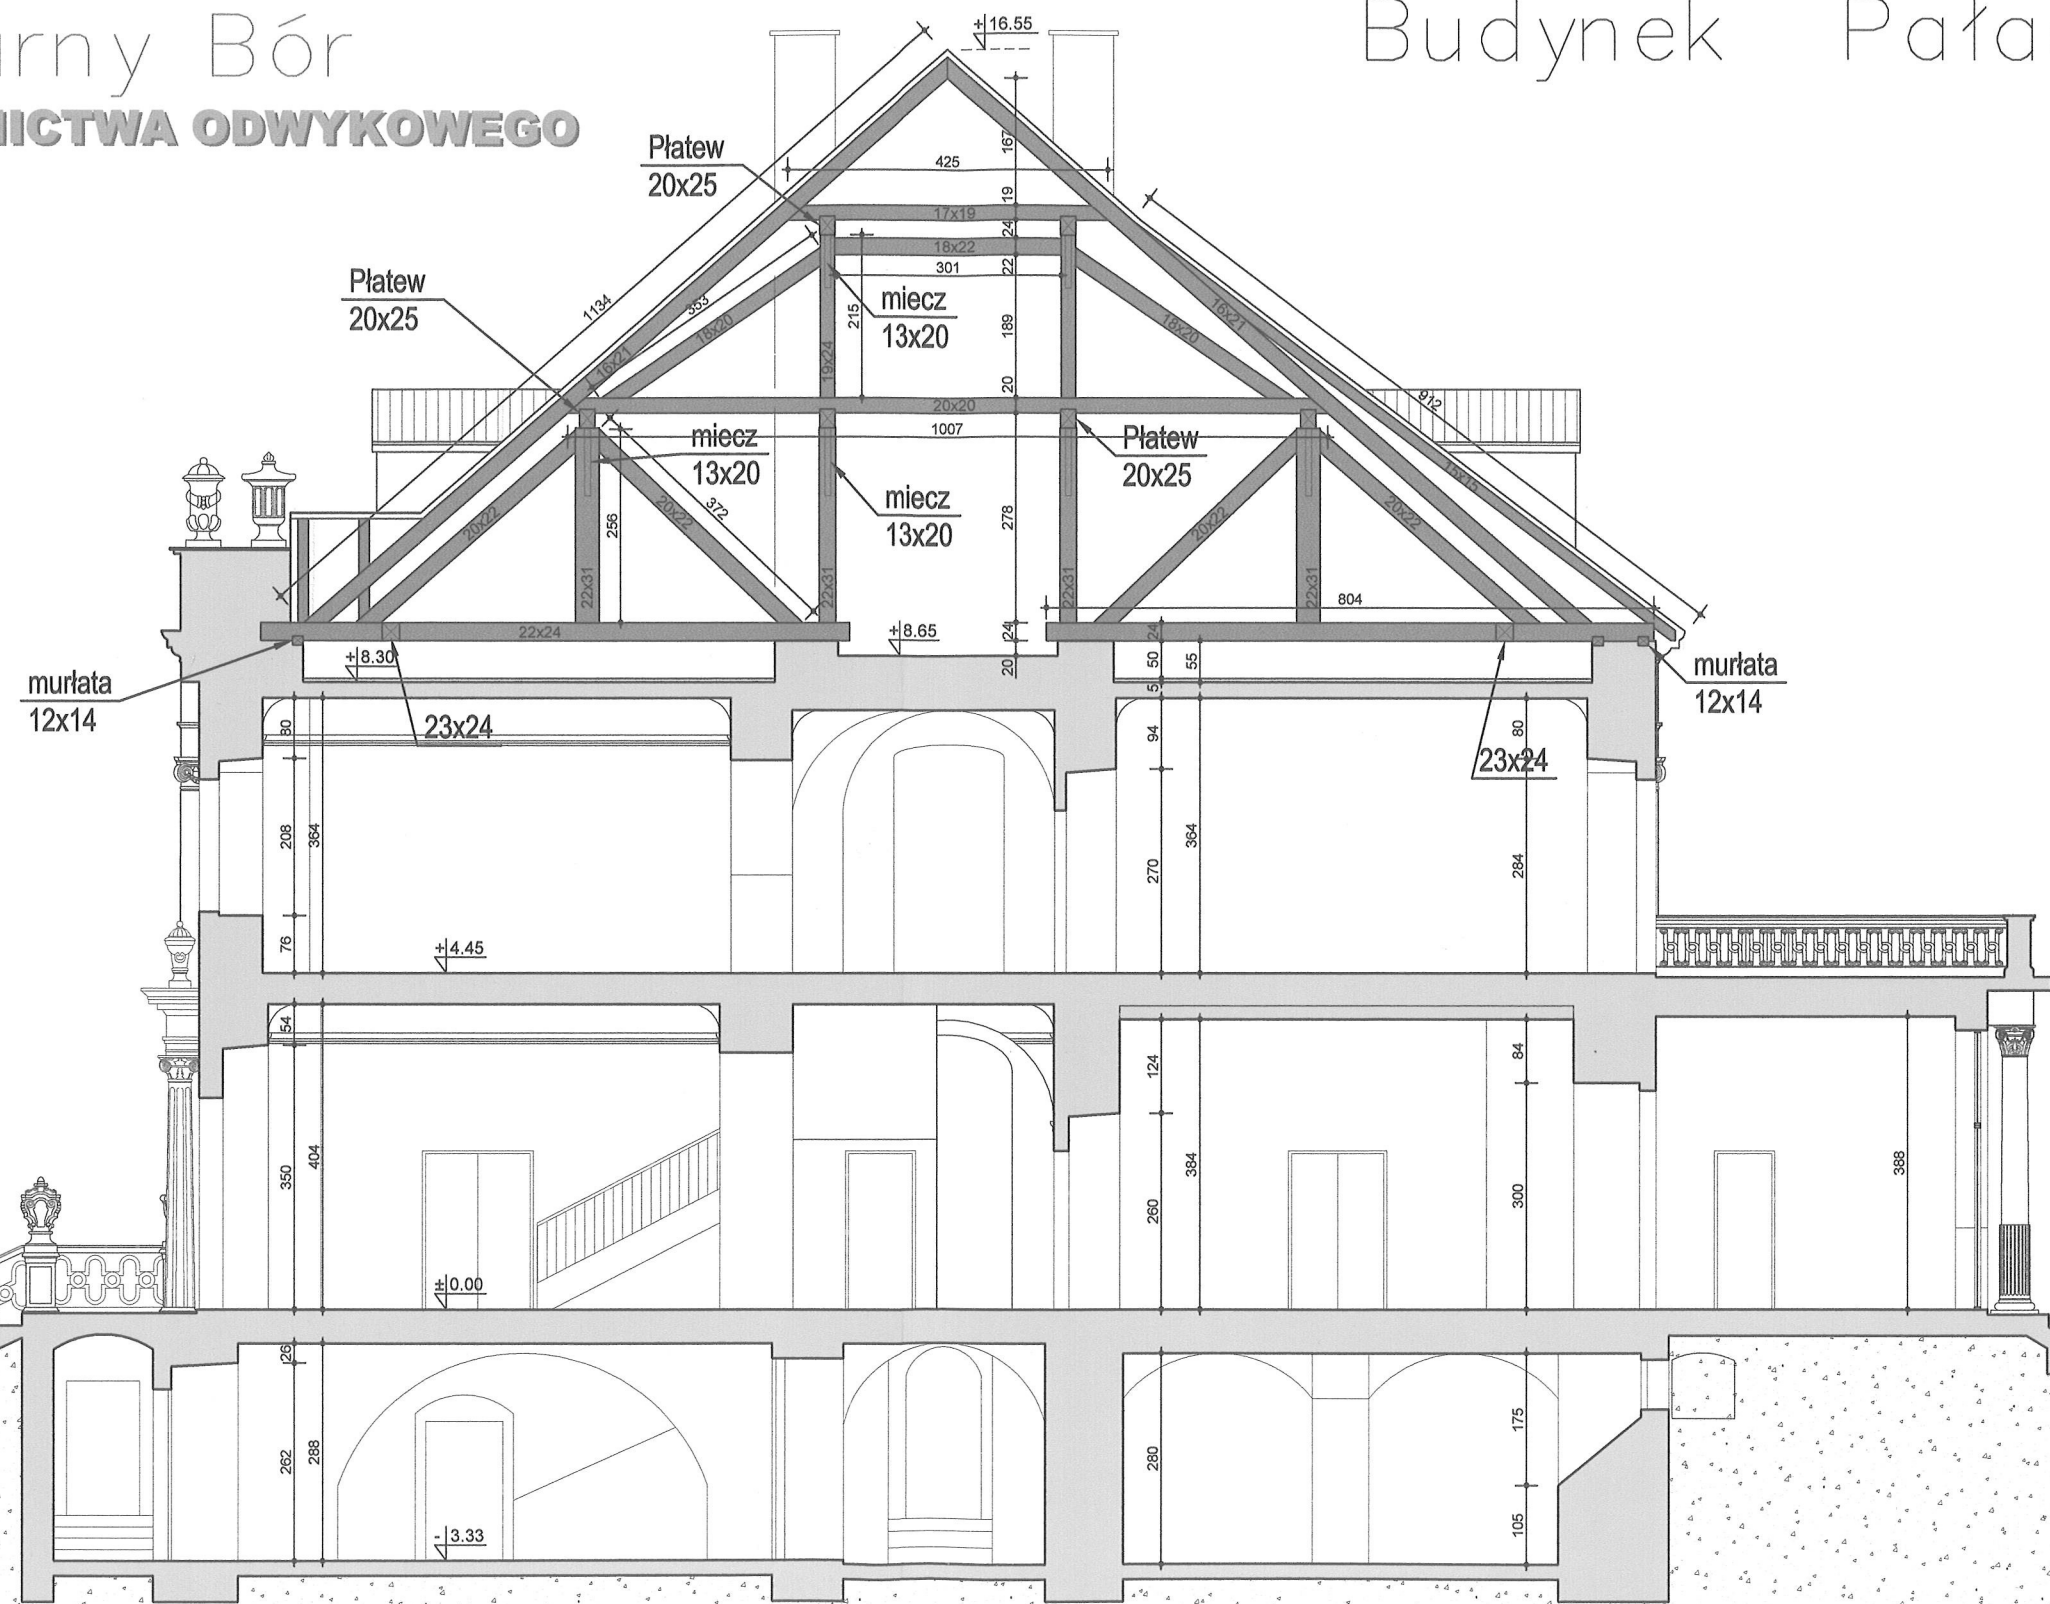 rny Bór
Budynek Pała
NICTWA ODWYKOWEGO
+16.55
Płatew
20x25
425
167
19
17x19
24
18x22
22
301
Płatew
20x25
miecz
13x20
1134
353
18x20
16x21
215
19x24
189
20
18x20
16x21
912
20x20
1007
miecz
13x20
Płatew
20x25
miecz
13x20
372
256
278
20x22
20x22
20x22
20x22
15x15
22x31
22x31
22x31
22x31
804
22x24
+8.65
24
24
+8.30
20
50
55
5
murłata
12x14
23x24
murłata
12x14
23x24
80
94
80
208
364
270
364
284
76
+4.45
54
124
84
350
404
260
384
300
388
±0.00
26
262
288
280
175
105
-3.33